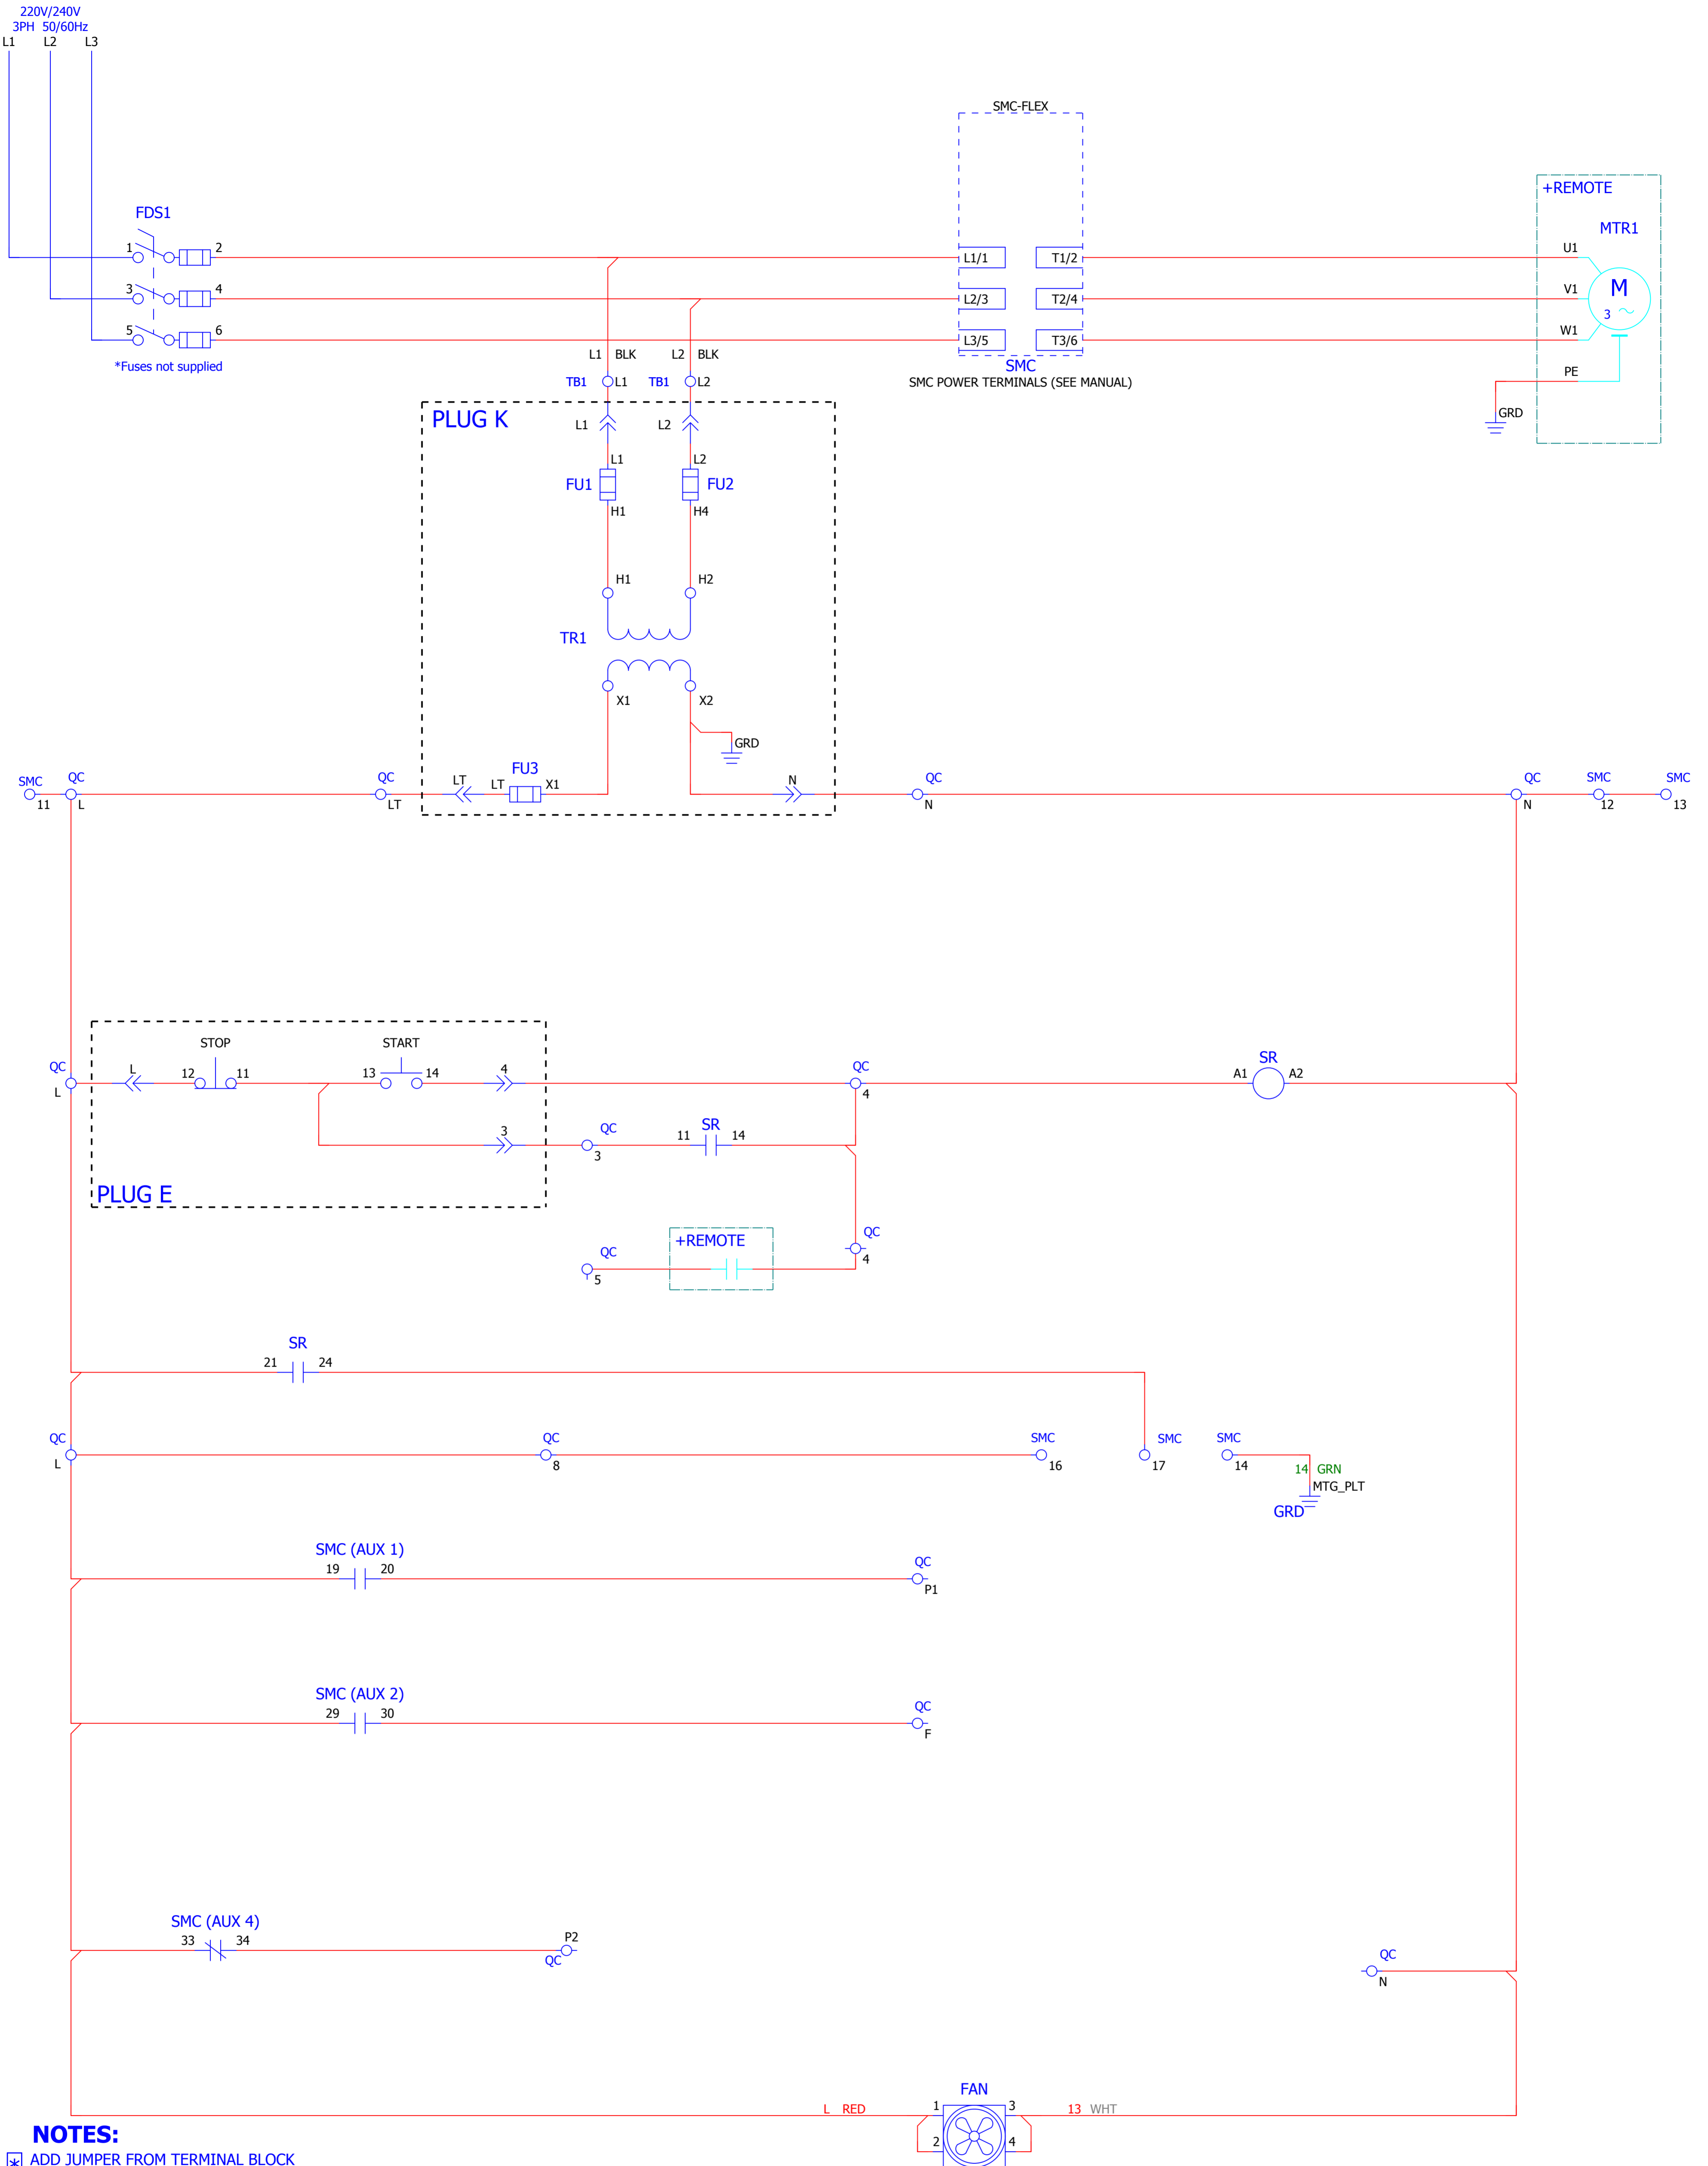 220V/240V
3PH 50/60Hz
L1 L2 L3
SMC-FLEX
+REMOTE
FDS1
MTR1
1 2
L1/1 T1/2
U1
3 4
L2/3 T2/4
V1
M
3
5 6
L3/5 T3/6
W1
*Fuses not supplied
L1 BLK L2 BLK
SMC
PE
TB1 L1 TB1 L2
SMC POWER TERMINALS (SEE MANUAL)
GRD
PLUG K
L1 L2
L1 L2
FU1 FU2
H1 H4
H1 H2
TR1
X1 X2
GRD
FU3
SMC QC QC LT LT X1 N QC QC SMC SMC
11 L LT N N 12 13
STOP START
QC L 12 11 13 14 4 QC SR
A1 A2
L 4
3 QC 11 SR 14
3
PLUG E
QC +REMOTE QC
5 4
SR
21 24
QC QC SMC SMC SMC
L 8 16 17 14
14 GRN
MTG_PLT
GRD
SMC (AUX 1)
19 20 QC
P1
SMC (AUX 2)
29 30 QC
F
SMC (AUX 4)
33 34 P2
QC
QC
N
FAN
L RED 1 3 13 WHT
2 4
NOTES:
* ADD JUMPER FROM TERMINAL BLOCK